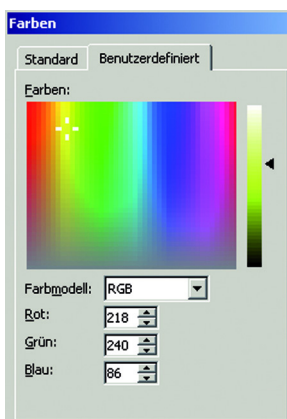 Farben
Standard Benutzerdefiniert
Farben:
Farbmodell: RGB
Rot: 218
Grün: 240
Blau: 86